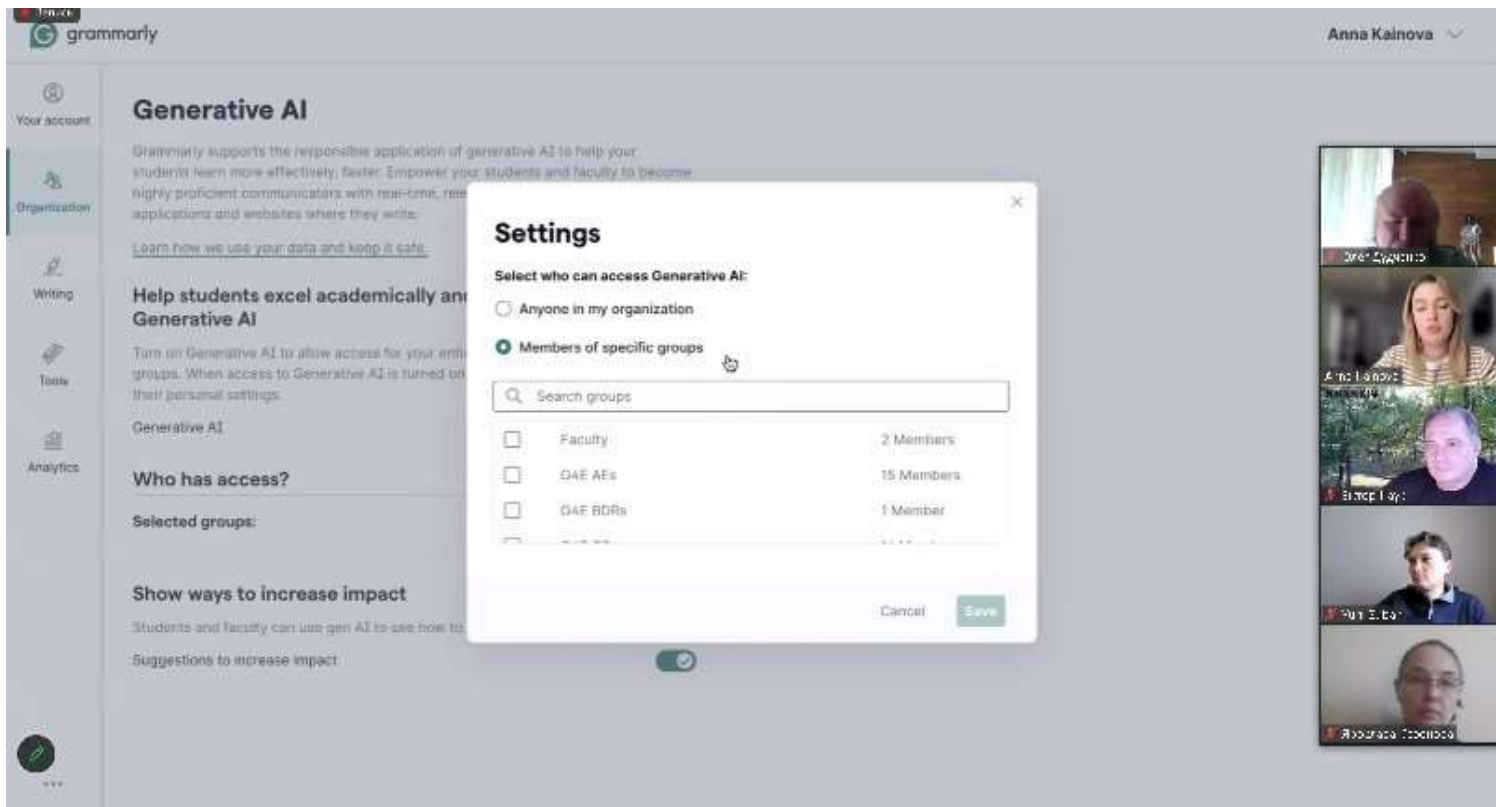 grammarly
Anna Kainova
Your account
Organization
Writing
Tools
Analytics
Generative AI
Grammarly supports the responsible application of generative AI to help your
students learn more effectively, faster. Empower your students and faculty to become
highly proficient communicators with real-time,
applications and websites where they write.
Learn how we use your data and keep it safe.
Help students excel academically and
Generative AI
Turn on Generative AI to allow access for your
groups. When access to Generative AI is turned on
their personal settings.
Generative AI
Who has access?
Selected groups:
Show ways to increase impact
Students and faculty can use gen AI to see how to
Suggestions to increase impact
Settings
Select who can access Generative AI:
Anyone in my organization
Members of specific groups
Search groups
Faculty 2 Members
G4E AEs 15 Members
G4E BDRs 1 Member
Cancel Save
Олег Дудченко
Anna Kainova